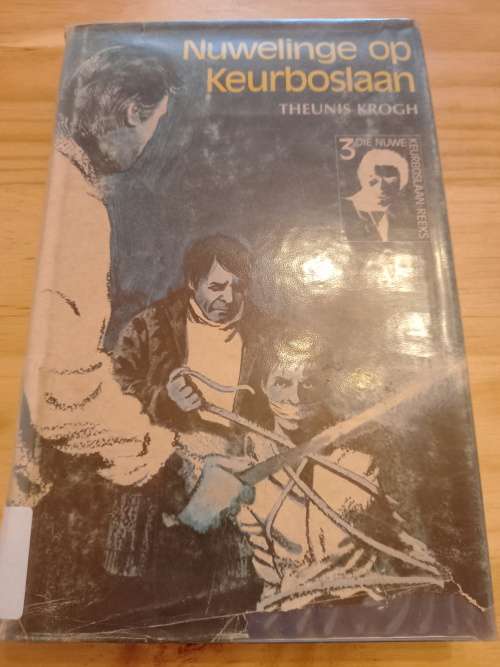 Nuwelinge op
Keurboslaan
THEUNIS KROGH
3 DIE NUWE
KEURBOSLAAN-REEKS